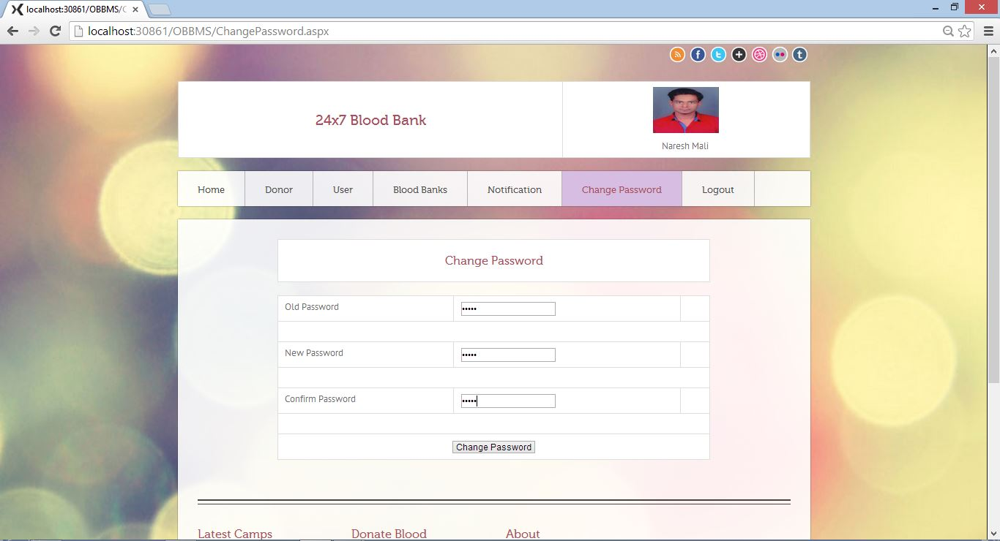 localhost:30861/OBBMS/C
localhost:30861/OBBMS/ChangePassword.aspx
24x7 Blood Bank
Naresh Mali
Home Donor User Blood Banks Notification Change Password Logout
Change Password
Old Password •••••
New Password •••••
Confirm Password •••••
Change Password
Latest Camps Donate Blood About